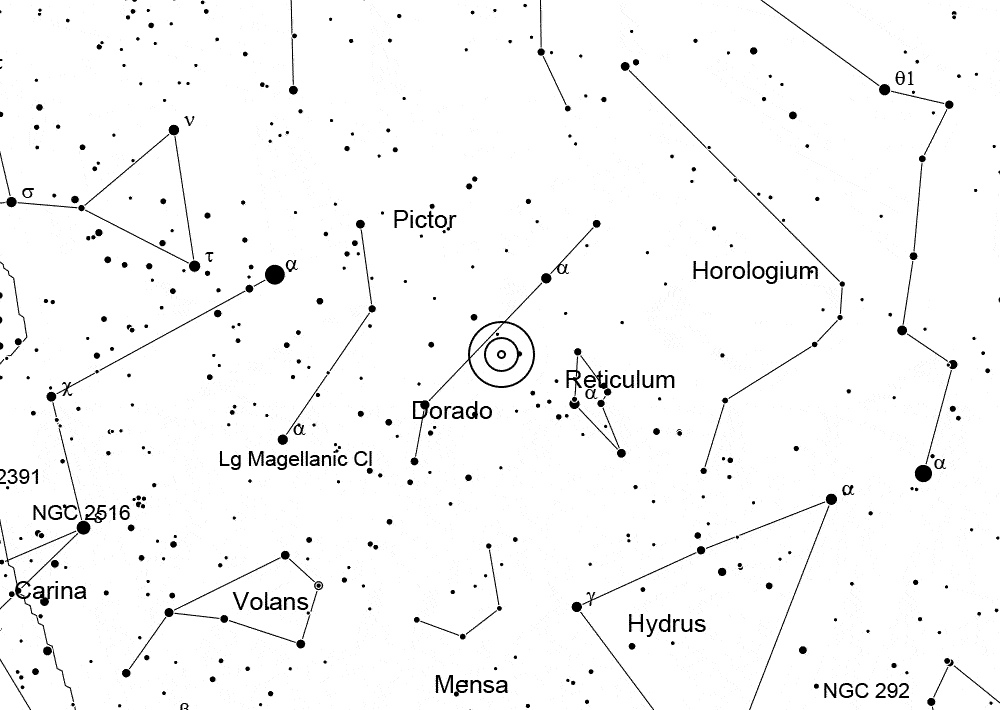 θ1
ν
σ
Pictor
τ
α
α
Horologium
Reticulum
χ
α
Dorado
α
Lg Magellanic Cl
α
2391
α
NGC 2516
Carina
γ
Volans
Hydrus
Mensa
NGC 292
β